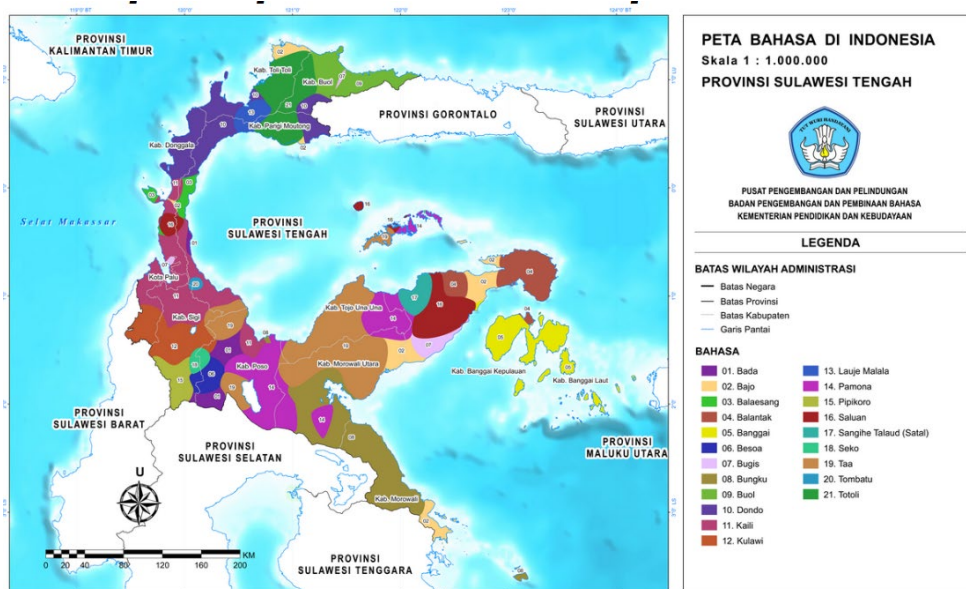 PROVINSI
KALIMANTAN TIMUR
Kab. Toli Toli
Kab. Buol
Kab. Parigi Moutong
PROVINSI GORONTALO
PROVINSI
SULAWESI UTARA
Kab. Donggala
Selat Makassar
PROVINSI
SULAWESI TENGAH
Kota Palu
Kab. Sigi
Kab. Tojo Una Una
Kab. Poso
Kab. Morowali Utara
Kab. Banggai Kepulauan
Kab. Banggai Laut
PROVINSI
SULAWESI BARAT
PROVINSI
SULAWESI SELATAN
PROVINSI
MALUKU UTARA
Kab. Morowali
U
PROVINSI
SULAWESI TENGGARA
0 20 40 80 120 160 200 KM
PETA BAHASA DI INDONESIA
Skala 1 : 1.000.000
PROVINSI SULAWESI TENGAH
TUT WURI HANDAYANI
PUSAT PENGEMBANGAN DAN PELINDUNGAN
BADAN PENGEMBANGAN DAN PEMBINAAN BAHASA
KEMENTERIAN PENDIDIKAN DAN KEBUDAYAAN
LEGENDA
BATAS WILAYAH ADMINISTRASI
Batas Negara
Batas Provinsi
Batas Kabupaten
Garis Pantai
BAHASA
01. Bada
02. Bajo
03. Balaesang
04. Balantak
05. Banggai
06. Besoa
07. Bugis
08. Bungku
09. Buol
10. Dondo
11. Kaili
12. Kulawi
13. Lauje Malala
14. Pamona
15. Pipikoro
16. Saluan
17. Sangihe Talaud (Satal)
18. Seko
19. Taa
20. Tombatu
21. Totoli